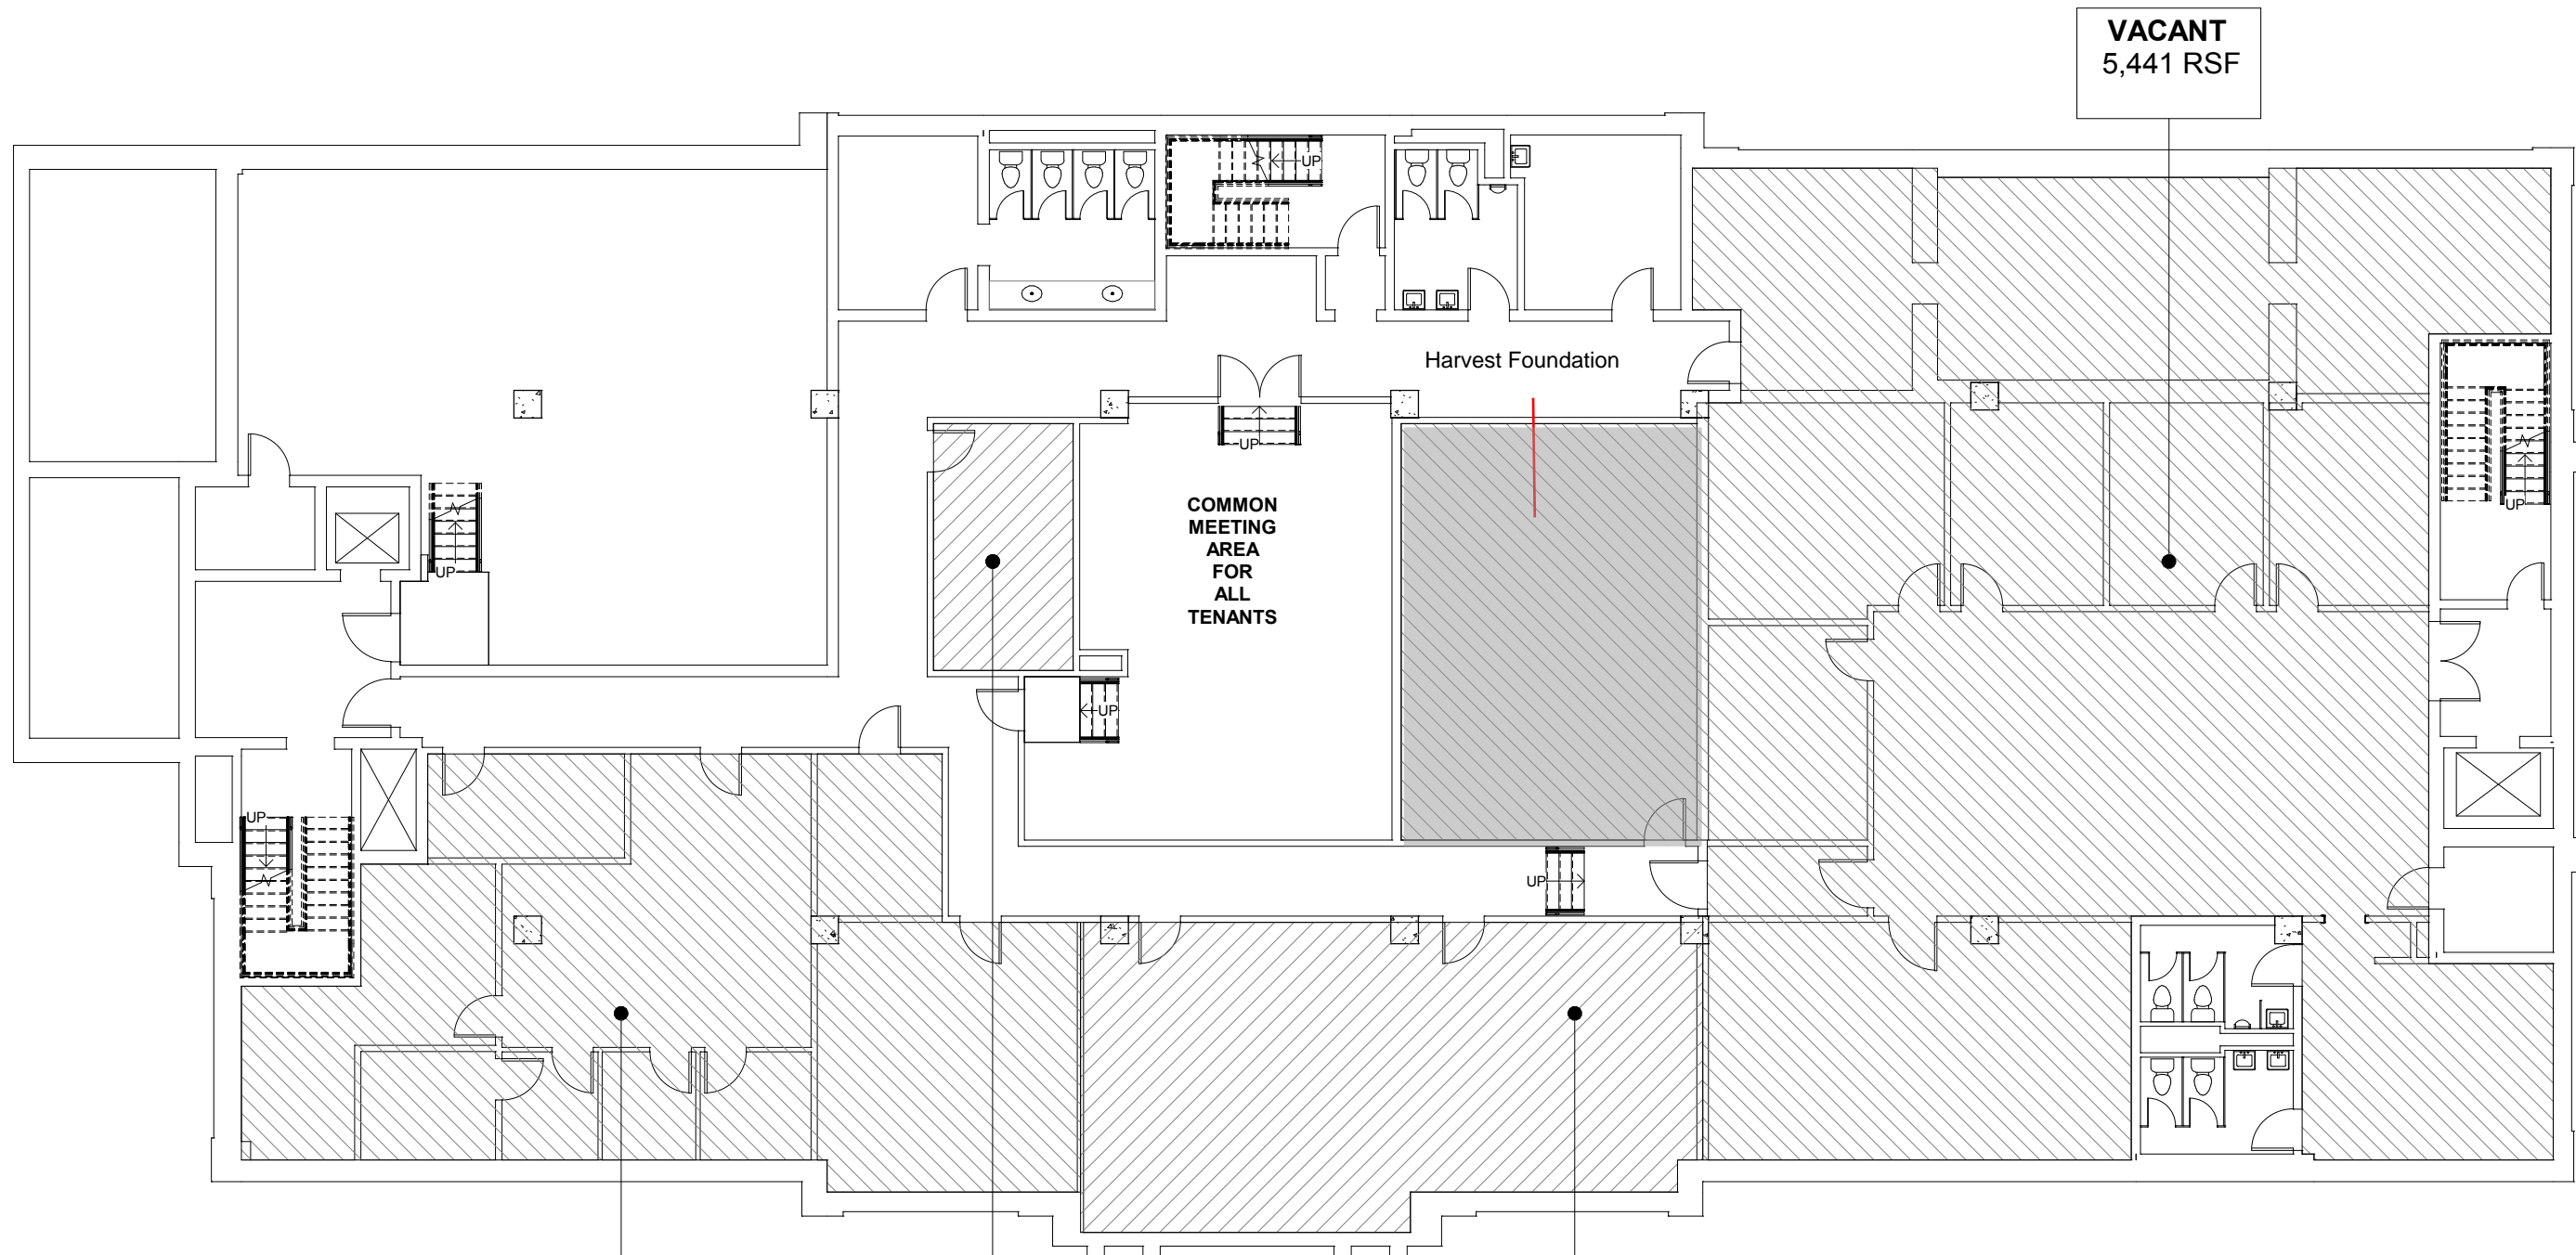 VACANT
5,441 RSF
UP
Harvest Foundation
UP
COMMON
MEETING
AREA
FOR
ALL
TENANTS
UP
UP
UP
UP
UP